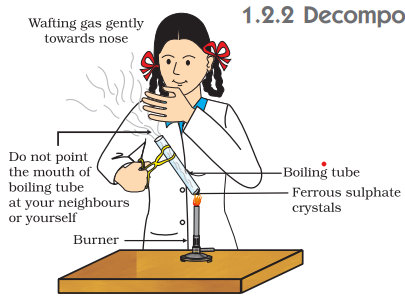 1.2.2 Decompo
Wafting gas gently
towards nose
Do not point
the mouth of
boiling tube
at your neighbours
or yourself
Boiling tube
Ferrous sulphate
crystals
Burner